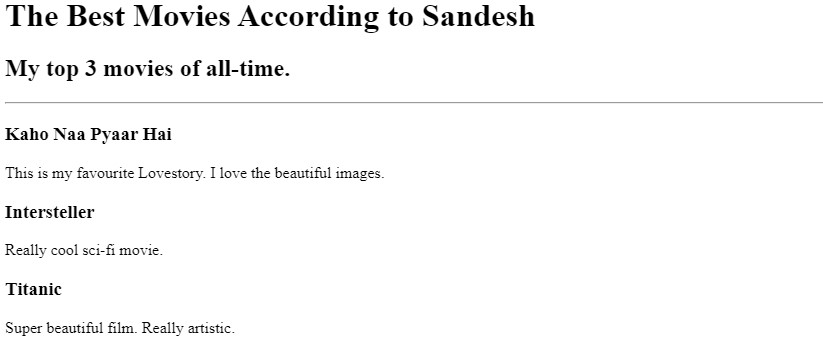 The Best Movies According to Sandesh
My top 3 movies of all-time.
Kaho Naa Pyaar Hai
This is my favourite Lovestory. I love the beautiful images.
Intersteller
Really cool sci-fi movie.
Titanic
Super beautiful film. Really artistic.